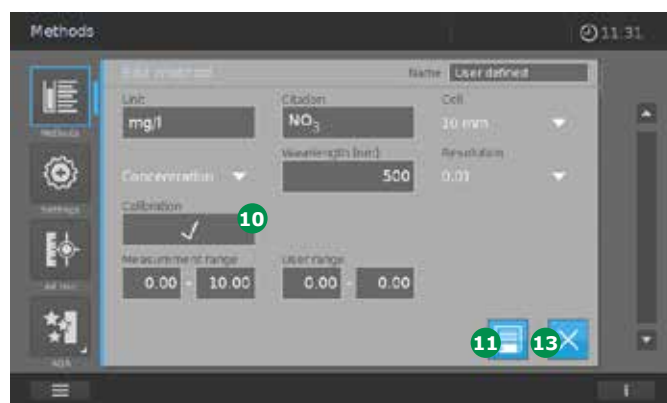 Methods
11:31
Edit method
Name User defined
Unit
Citation
Cell
mg/l
NO3
10 mm
Methods
Wavelength [nm]
Resolution
Concentration
500
0.01
Settings
Calibration
10
Measurement range
User range
0.00 - 10.00
0.00 - 0.00
11
13
AQA